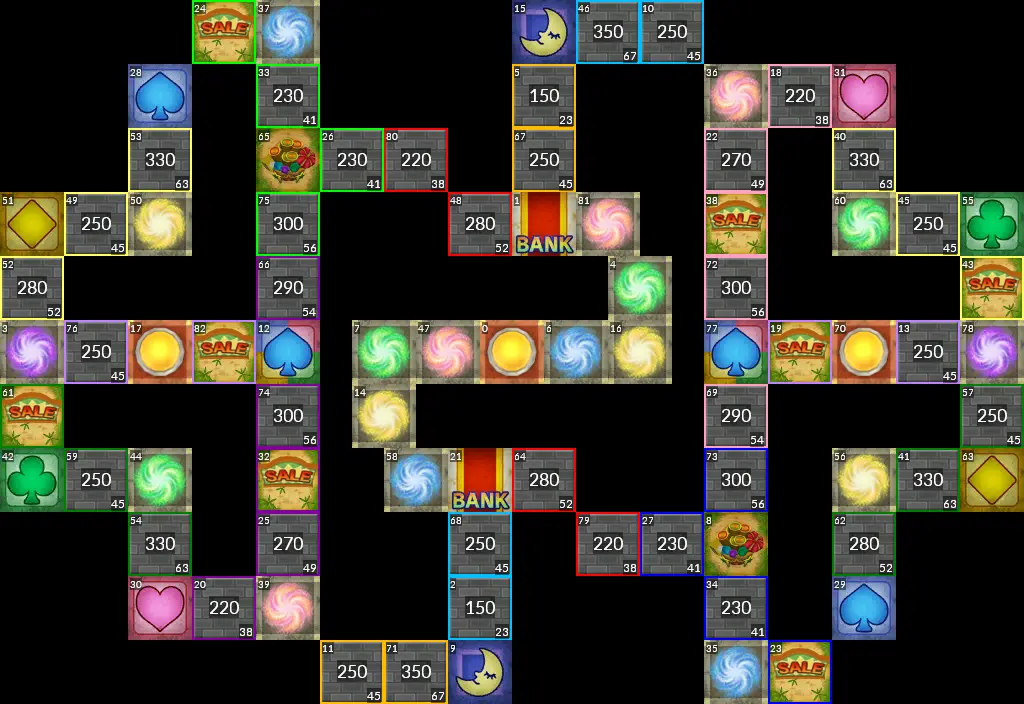 24 SALE 37 15 46 350 67 10 250 45
28 33 230 41 5 150 23 36 18 220 38 31
53 330 63 65 26 230 41 80 220 38 67 250 45 22 270 49 40 330 63
51 49 250 45 50 75 300 56 48 280 52 1 BANK 81 38 SALE 60 45 250 45 55
52 280 52 66 290 54 4 72 300 56 43 SALE
3 76 250 45 17 82 SALE 12 7 47 0 6 16 77 19 SALE 70 13 250 45 78
61 SALE 74 300 56 14 69 290 54 57 250 45
42 59 250 45 44 32 SALE 58 21 BANK 64 280 52 73 300 56 56 41 330 63 63
54 330 63 25 270 49 68 250 45 79 220 38 27 230 41 8 62 280 52
30 20 220 38 39 2 150 23 34 230 41 29
11 250 45 71 350 67 9 35 23 SALE